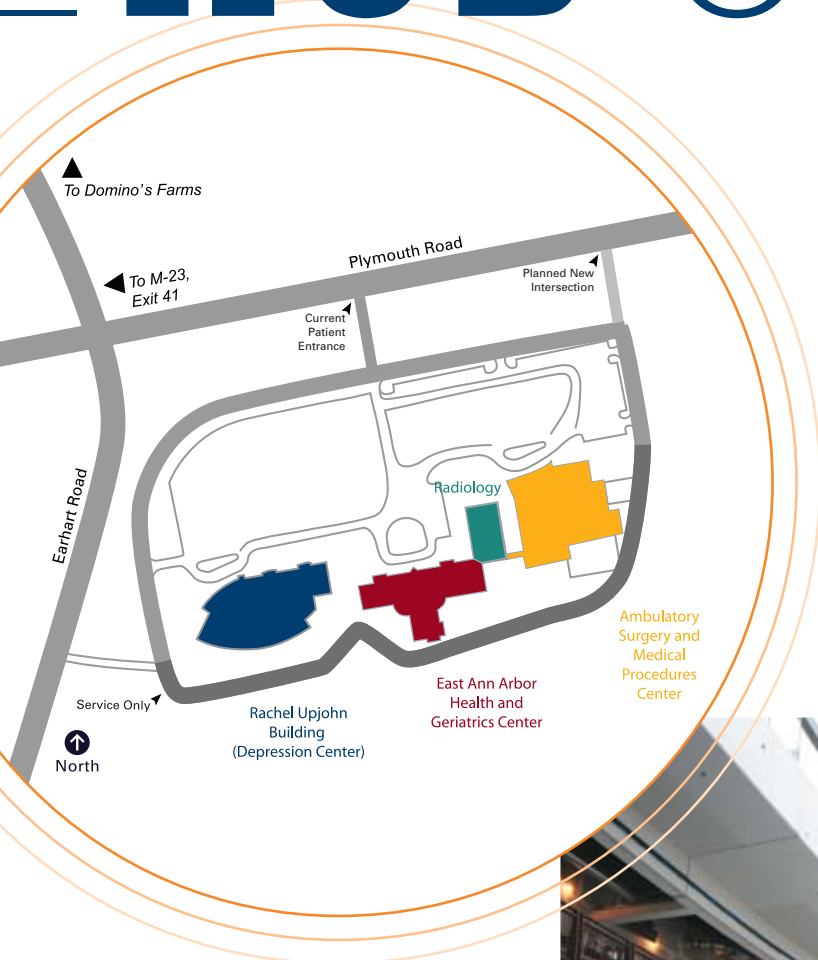 To Domino's Farms
Plymouth Road
To M-23,
Exit 41
Planned New
Intersection
Current
Patient
Entrance
Earhart Road
Radiology
Ambulatory
Surgery and
Medical
Procedures
Center
East Ann Arbor
Health and
Geriatrics Center
Service Only
Rachel Upjohn
Building
(Depression Center)
North